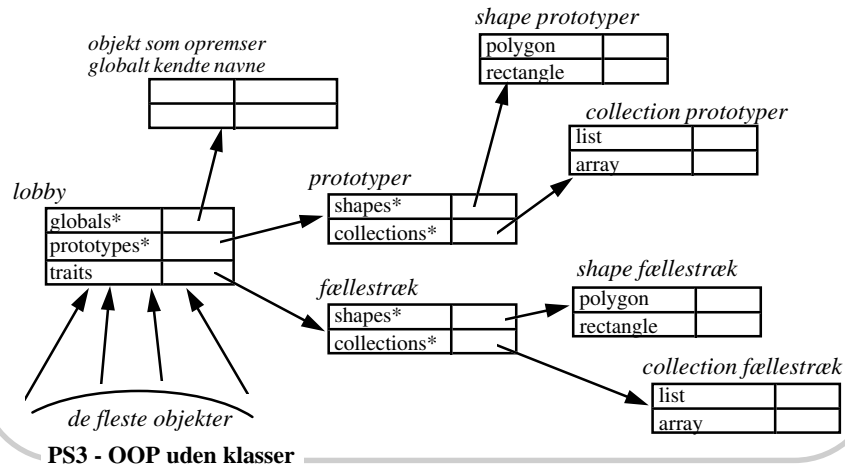 shape prototyper
polygon
rectangle
objekt som opremser
globalt kendte navne
collection prototyper
list
array
prototyper
shapes*
collections*
lobby
globals*
prototypes*
traits
fællestræk
shapes*
collections*
shape fællestræk
polygon
rectangle
collection fællestræk
list
array
de fleste objekter
PS3 - OOP uden klasser